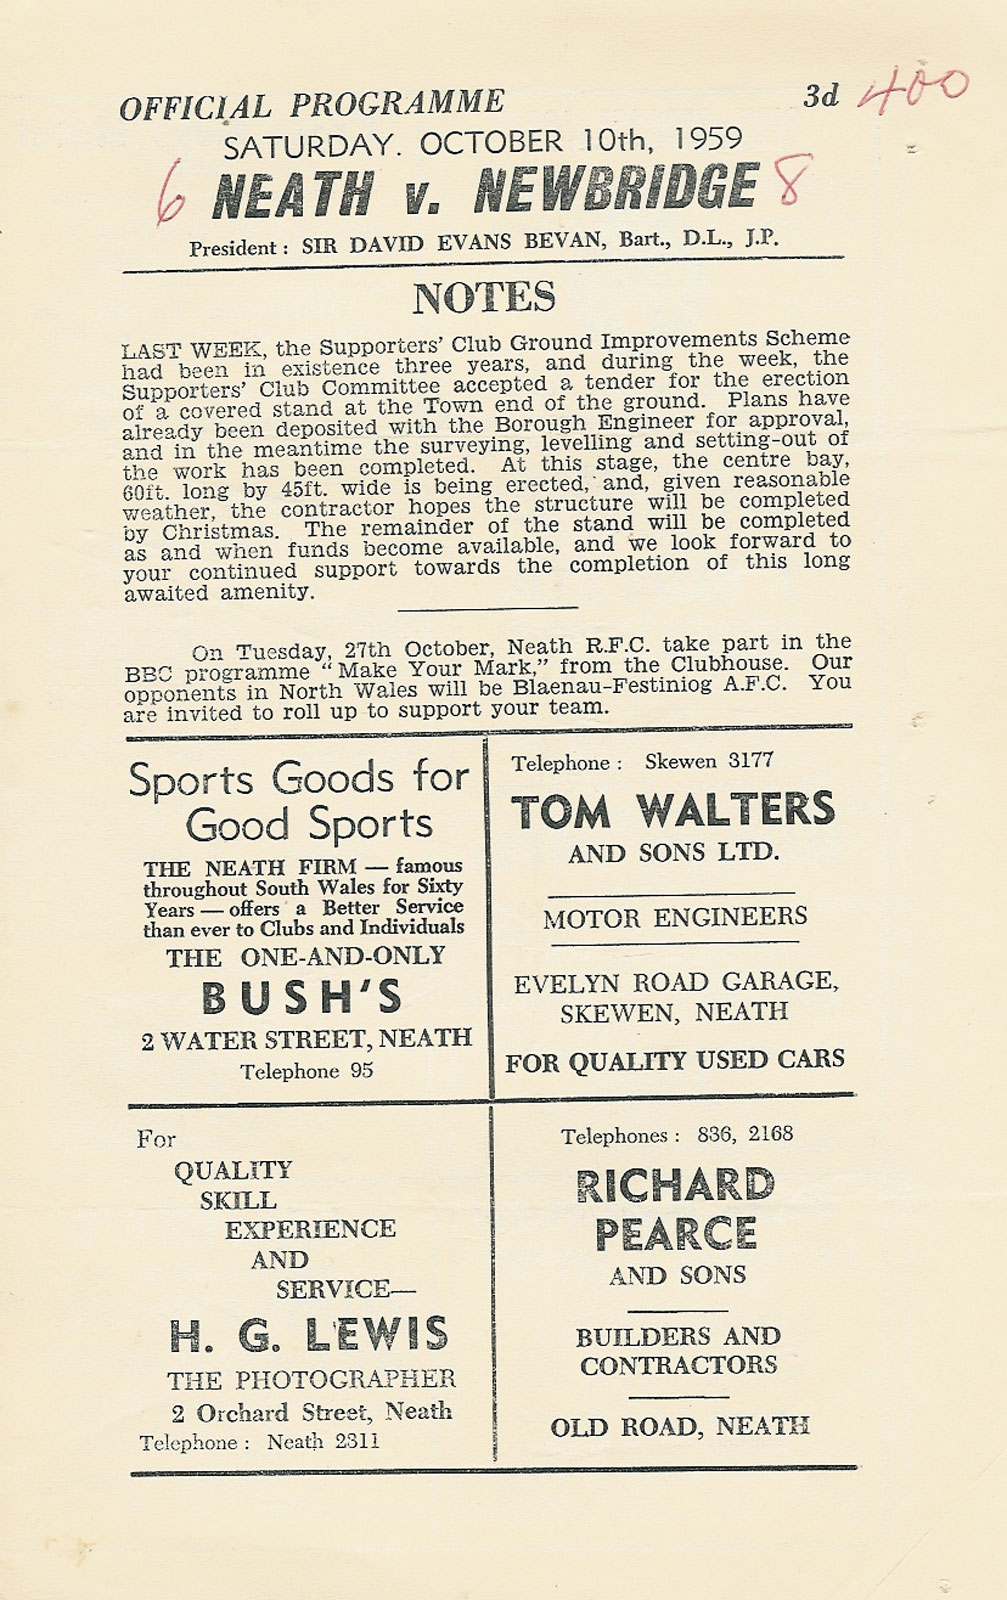 OFFICIAL PROGRAMME 3d 400
SATURDAY. OCTOBER 10th, 1959
6 NEATH v. NEWBRIDGE 8
President : SIR DAVID EVANS BEVAN, Bart., D.L., J.P.
NOTES
LAST WEEK, the Supporters' Club Ground Improvements Scheme
had been in existence three years, and during the week, the
Supporters' Club Committee accepted a tender for the erection
of a covered stand at the Town end of the ground. Plans have
already been deposited with the Borough Engineer for approval,
and in the meantime the surveying, levelling and setting-out of
the work has been completed. At this stage, the centre bay,
60ft. long by 45ft. wide is being erected, and, given reasonable
weather, the contractor hopes the structure will be completed
by Christmas. The remainder of the stand will be completed
as and when funds become available, and we look forward to
your continued support towards the completion of this long
awaited amenity.
On Tuesday, 27th October, Neath R.F.C. take part in the
BBC programme "Make Your Mark," from the Clubhouse. Our
opponents in North Wales will be Blaenau-Festiniog A.F.C. You
are invited to roll up to support your team.
Sports Goods for
Good Sports
THE NEATH FIRM — famous
throughout South Wales for Sixty
Years — offers a Better Service
than ever to Clubs and Individuals
THE ONE-AND-ONLY
BUSH'S
2 WATER STREET, NEATH
Telephone 95
Telephone : Skewen 3177
TOM WALTERS
AND SONS LTD.
MOTOR ENGINEERS
EVELYN ROAD GARAGE,
SKEWEN, NEATH
FOR QUALITY USED CARS
For
QUALITY
SKILL
EXPERIENCE
AND
SERVICE—
H. G. LEWIS
THE PHOTOGRAPHER
2 Orchard Street, Neath
Telephone : Neath 2311
Telephones : 836, 2168
RICHARD
PEARCE
AND SONS
BUILDERS AND
CONTRACTORS
OLD ROAD, NEATH